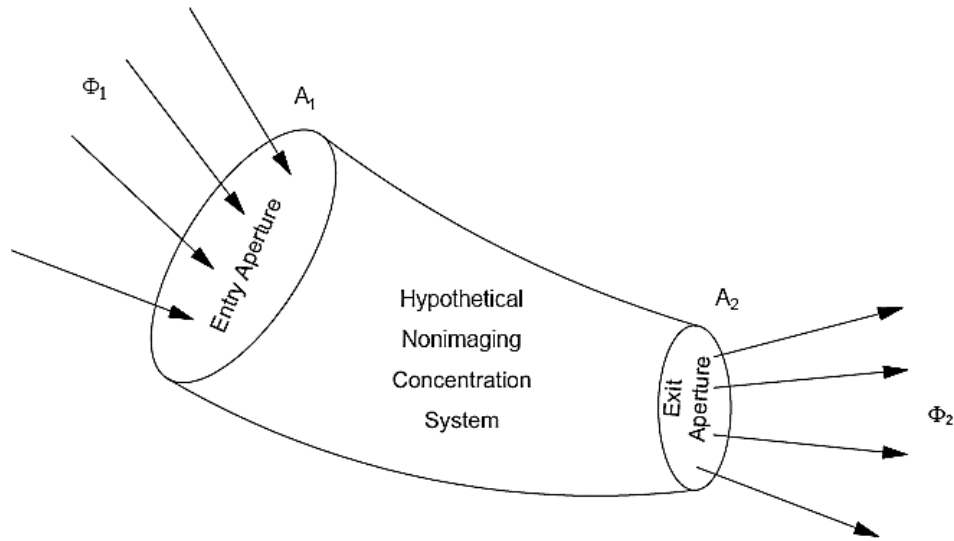 Φ₁
A₁
Entry Aperture
Hypothetical
Nonimaging
Concentration
System
A₂
Exit
Aperture
Φ₂